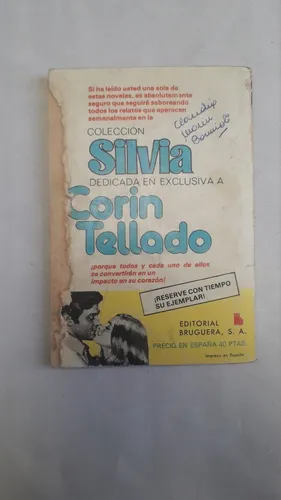 Si ha leído usted una sola de
estas novelas, es absolutamente
seguro que seguirá saboreando
todos los relatos que aparecen
semanalmente en la
COLECCIÓN
Silvia
DEDICADA EN EXCLUSIVA A
Corin
Tellado
¡porque todos y cada uno de ellos
se convertirán en un
impacto en su corazón!
¡RESERVE CON TIEMPO
SU EJEMPLAR!
EDITORIAL
BRUGUERA, S. A.
PRECIO EN ESPAÑA 40 PTAS.
Impreso en España